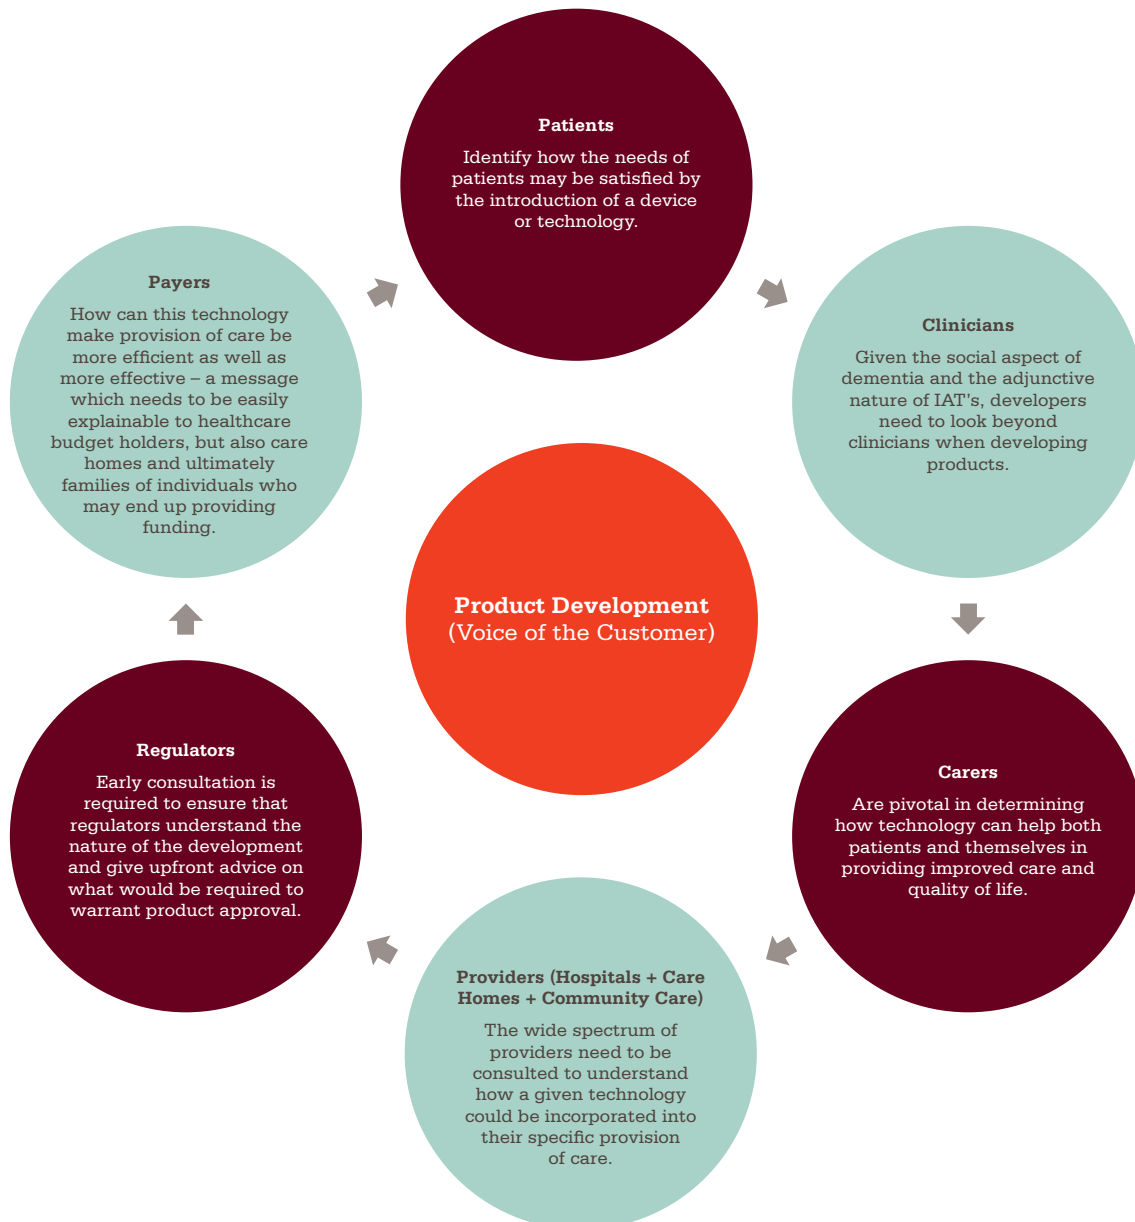 Patients
Identify how the needs of
patients may be satisfied by
the introduction of a device
or technology.
Clinicians
Given the social aspect of
dementia and the adjunctive
nature of IAT's, developers
need to look beyond
clinicians when developing
products.
Carers
Are pivotal in determining
how technology can help both
patients and themselves in
providing improved care and
quality of life.
Providers (Hospitals + Care
Homes + Community Care)
The wide spectrum of
providers need to be
consulted to understand
how a given technology
could be incorporated into
their specific provision
of care.
Regulators
Early consultation is
required to ensure that
regulators understand the
nature of the development
and give upfront advice on
what would be required to
warrant product approval.
Payers
How can this technology
make provision of care be
more efficient as well as
more effective – a message
which needs to be easily
explainable to healthcare
budget holders, but also care
homes and ultimately
families of individuals who
may end up providing
funding.
Product Development
(Voice of the Customer)